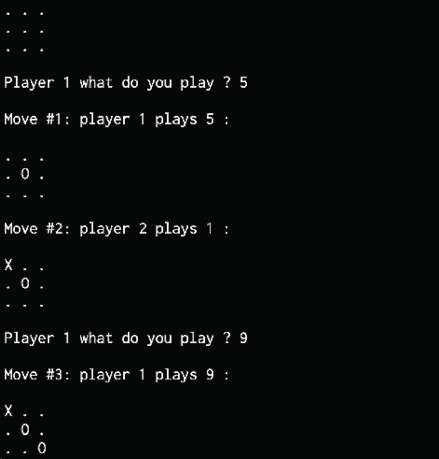 . . .
. . .
. . .
Player 1 what do you play ? 5
Move #1: player 1 plays 5 :
. . .
. O .
. . .
Move #2: player 2 plays 1 :
X . .
. O .
. . .
Player 1 what do you play ? 9
Move #3: player 1 plays 9 :
X . .
. O .
. . O